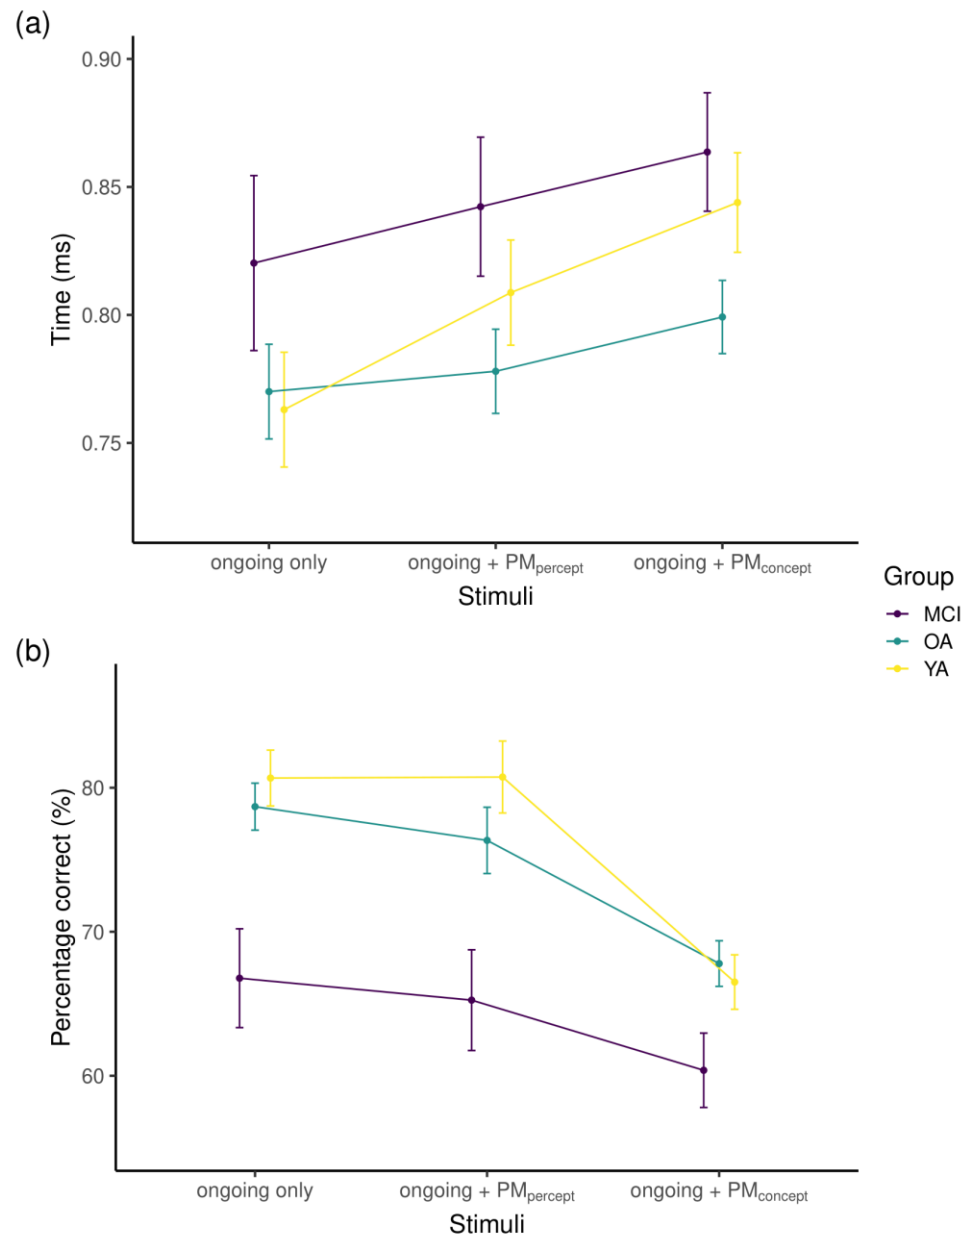 (a)
0.90
0.85
0.80
0.75
Time (ms)
ongoing only
ongoing + PMpercept
ongoing + PMconcept
Stimuli
Group
MCI
OA
YA
(b)
80
70
60
Percentage correct (%)
ongoing only
ongoing + PMpercept
ongoing + PMconcept
Stimuli